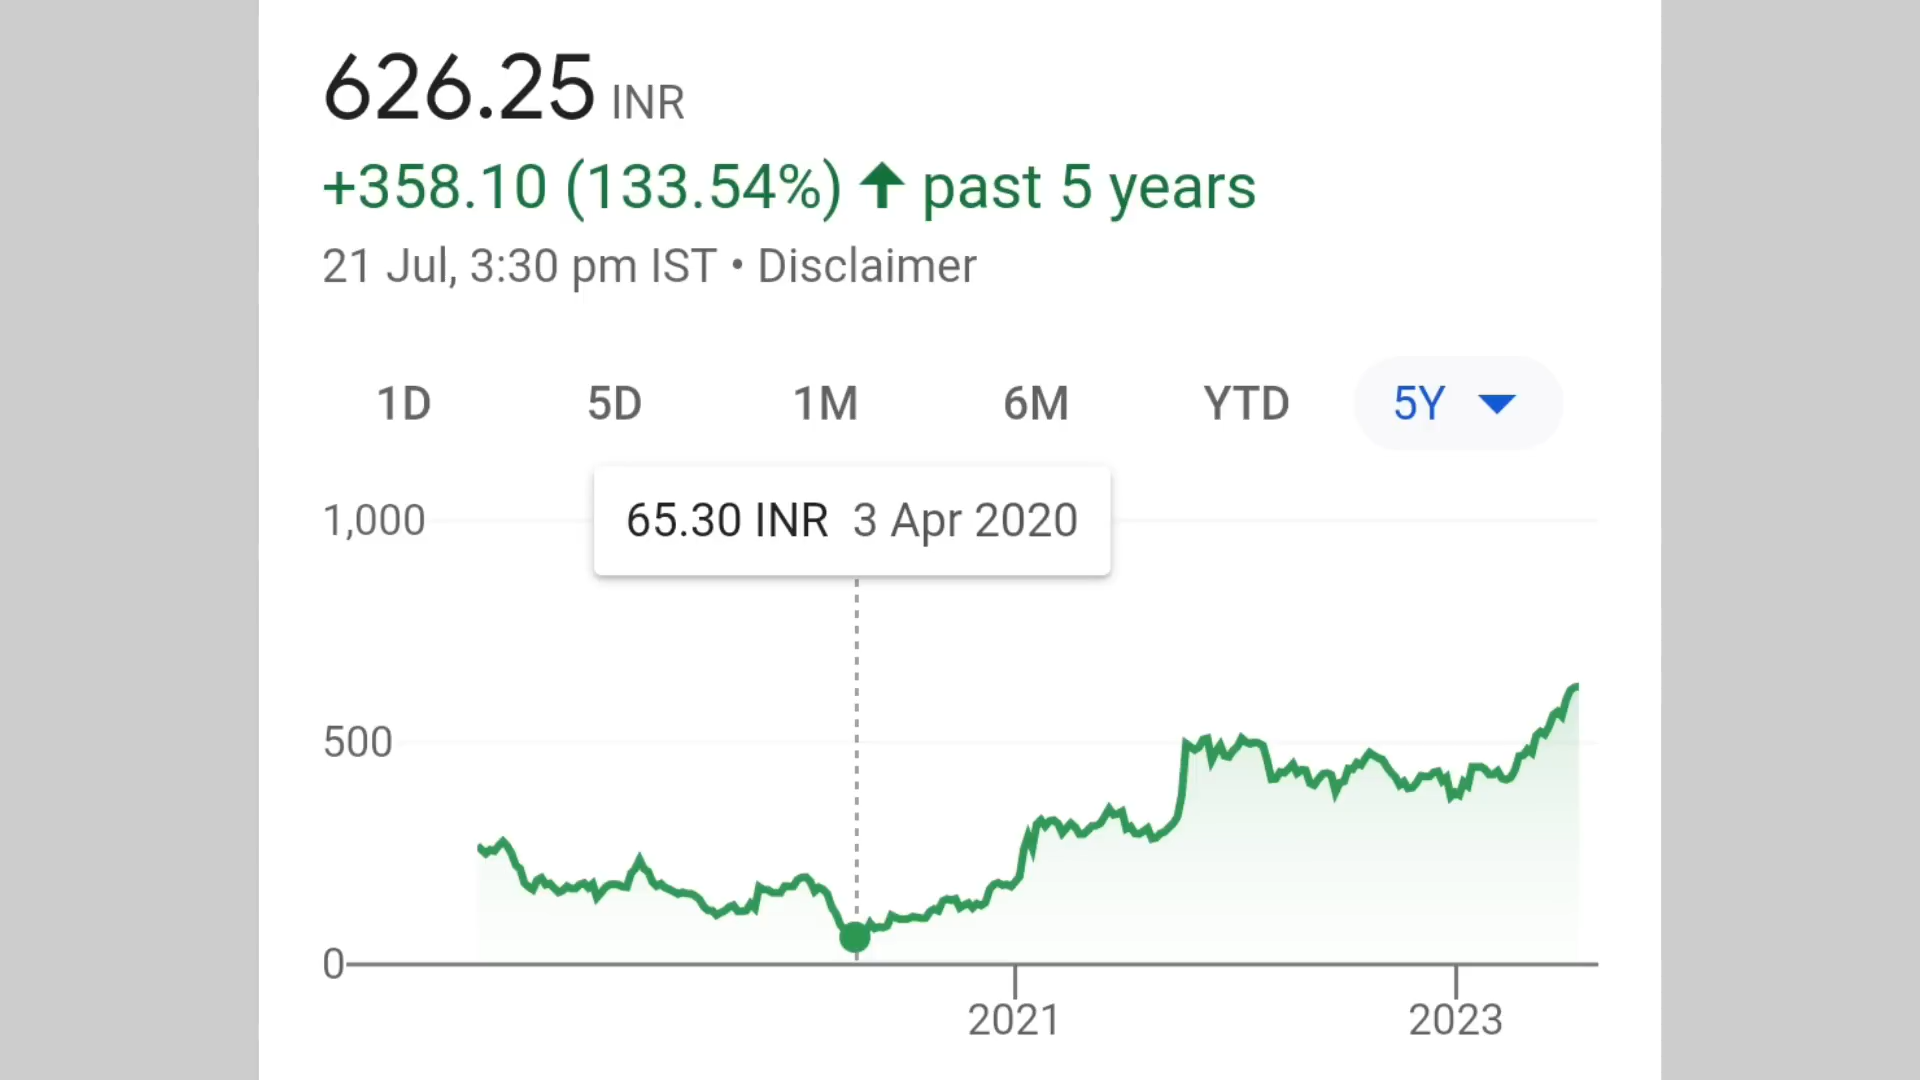 626.25 INR
+358.10 (133.54%) ↑ past 5 years
21 Jul, 3:30 pm IST • Disclaimer
1D 5D 1M 6M YTD 5Y
65.30 INR 3 Apr 2020
1,000
500
0
2021 2023